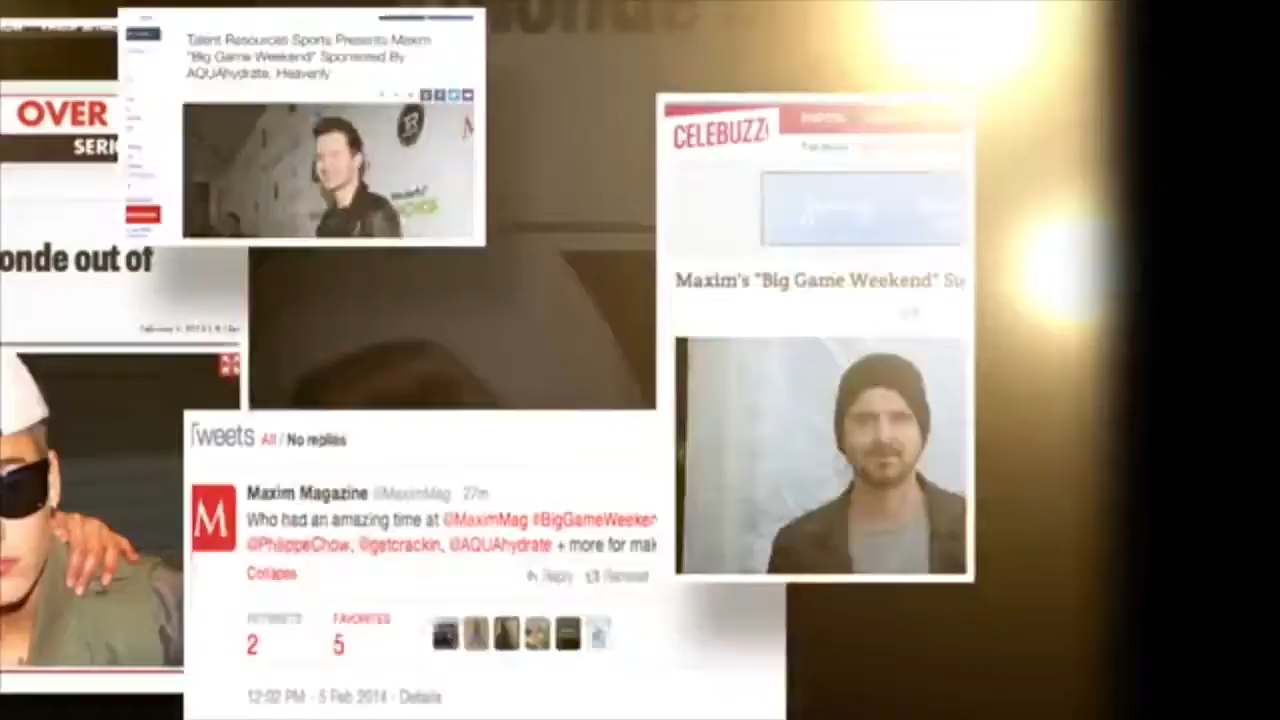 Talent Resources Sports Presents Maxim
"Big Game Weekend" Sponsored By
AQUAhydrate, Heavenly
B
M
OVER
SERI
onde out of
CELEBUZZ!
Maxim's "Big Game Weekend" Su
Tweets All / No replies
M
Maxim Magazine @MaximMag 27m
Who had an amazing time at @MaximMag #BigGameWeeken
@PhilippeChow, @getcrackin, @AQUAhydrate + more for mak
Collapse
Reply Retweet
RETWEETS FAVORITES
2 5
12:02 PM - 5 Feb 2014 - Details